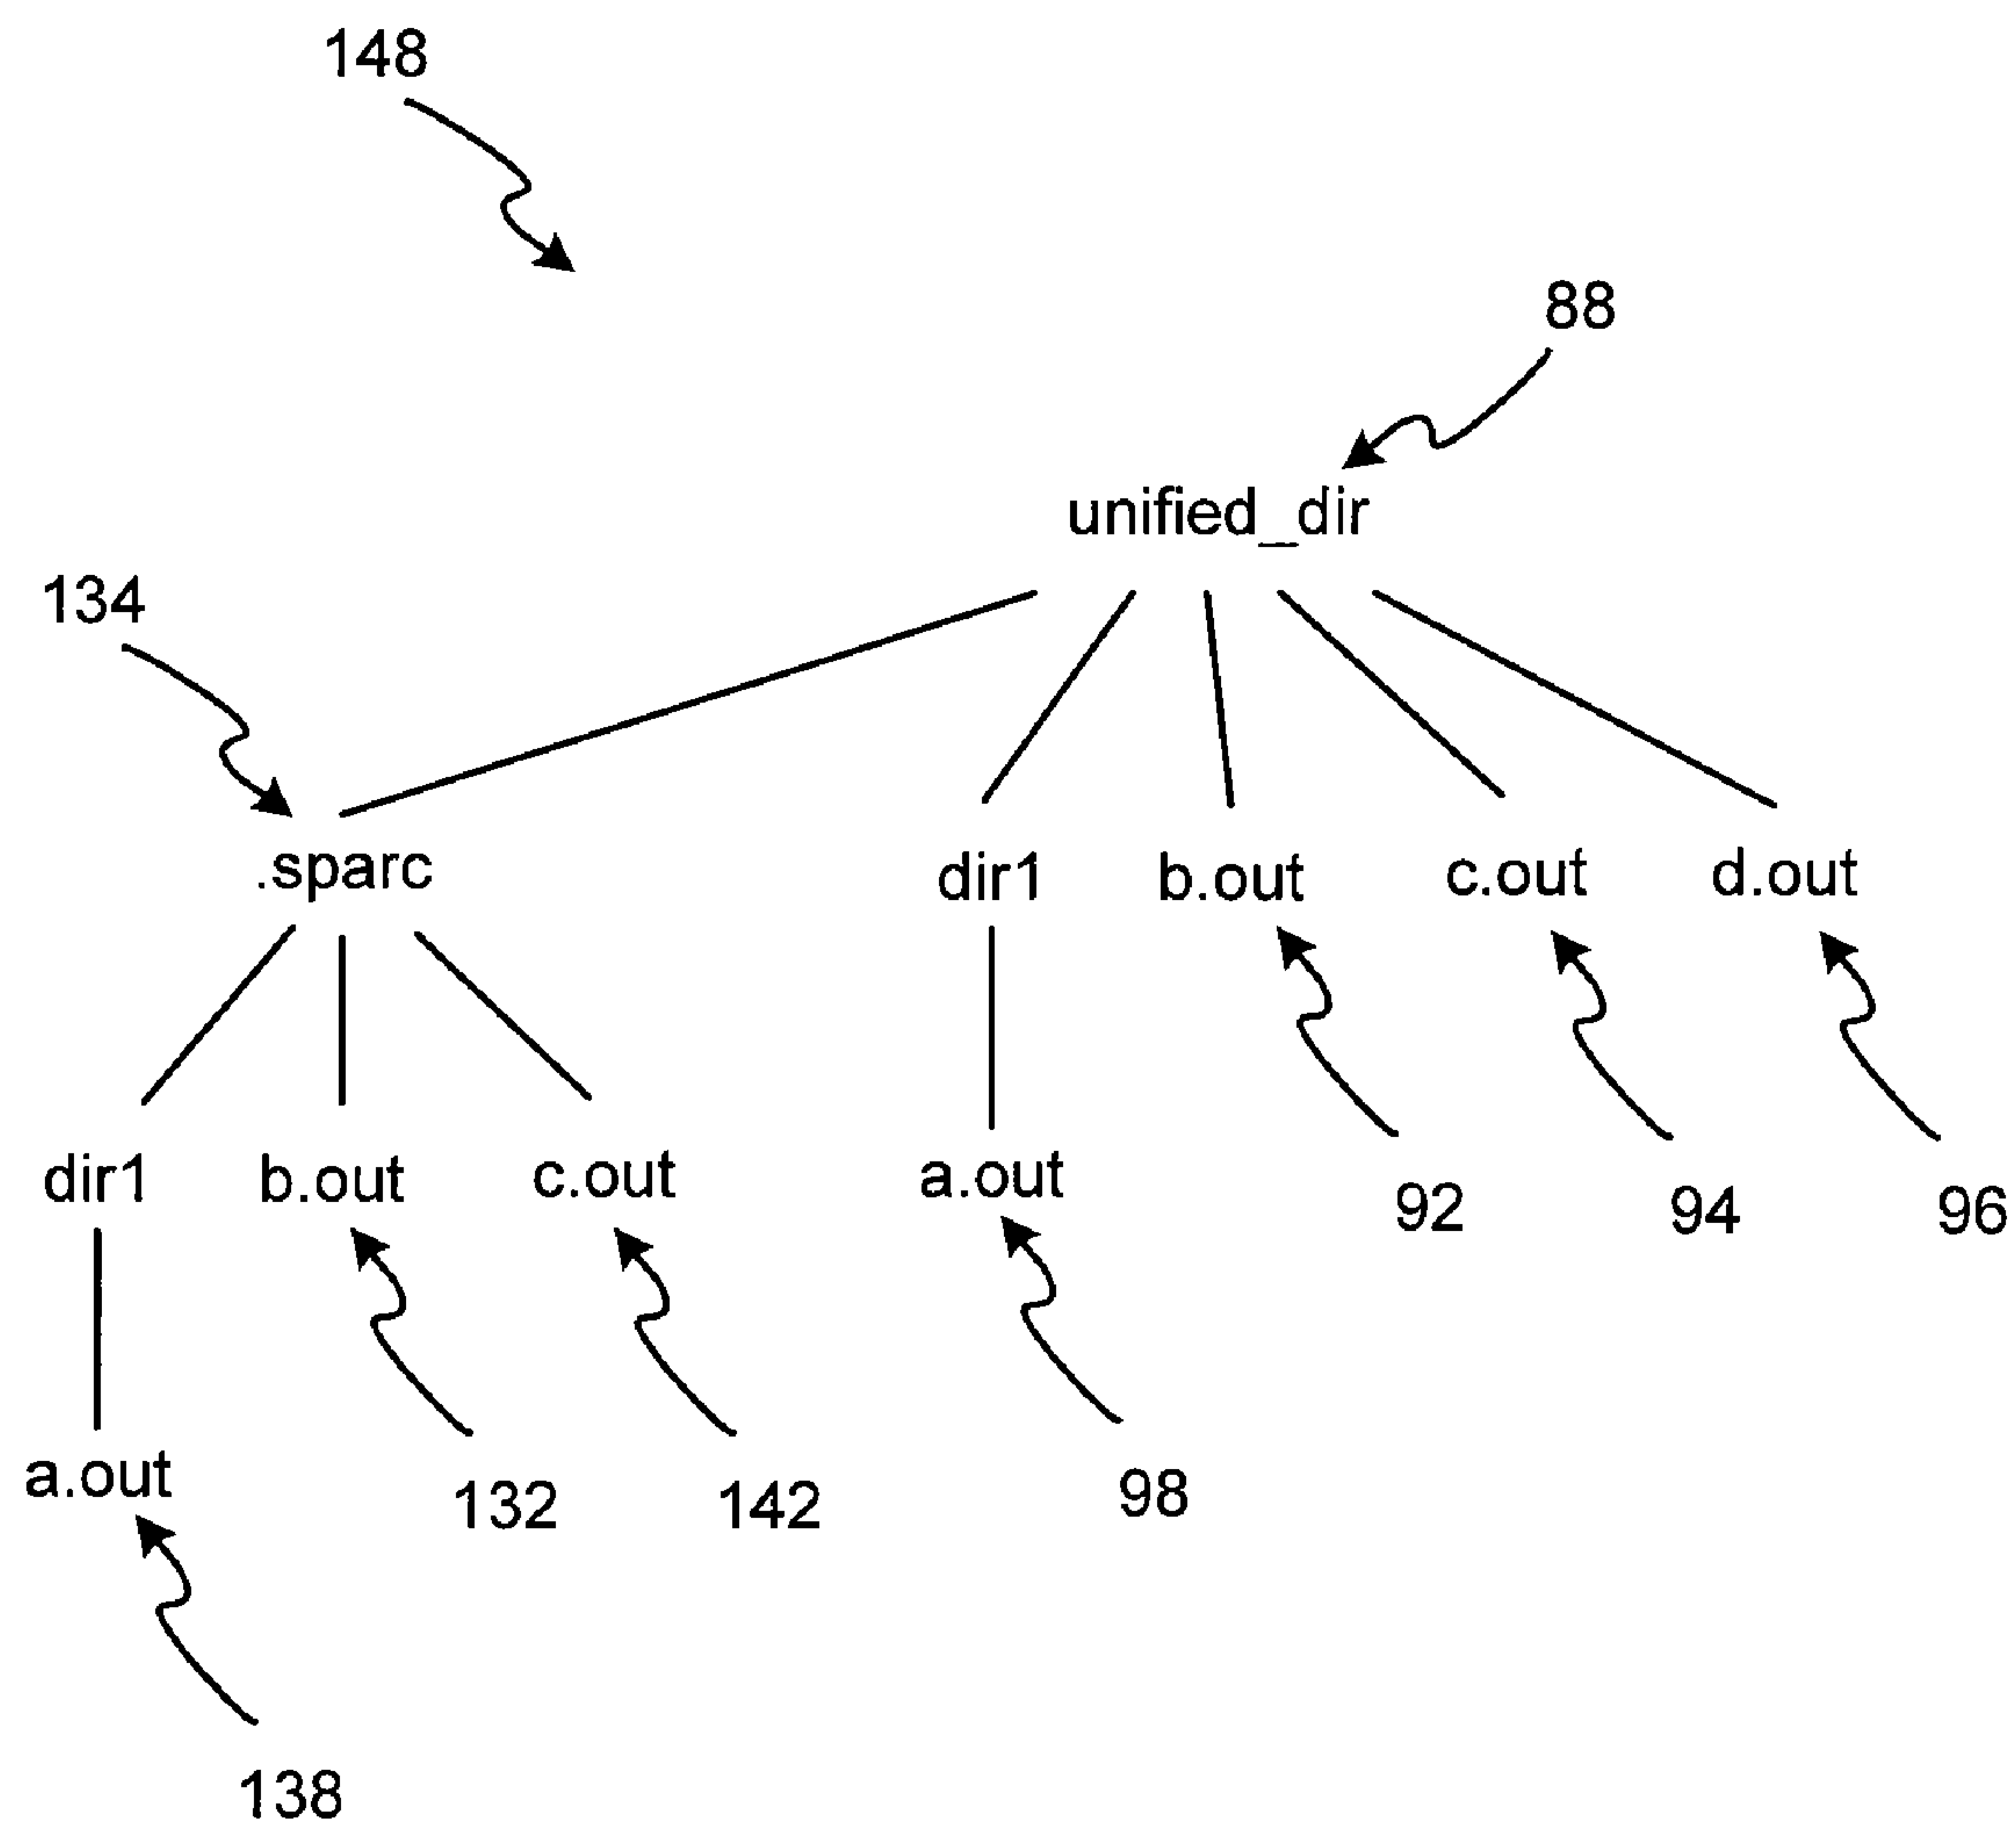 148
88
unified_dir
134
.sparc
dir1 b.out c.out d.out
dir1 b.out c.out a.out
92 94 96
a.out
132 142 98
138